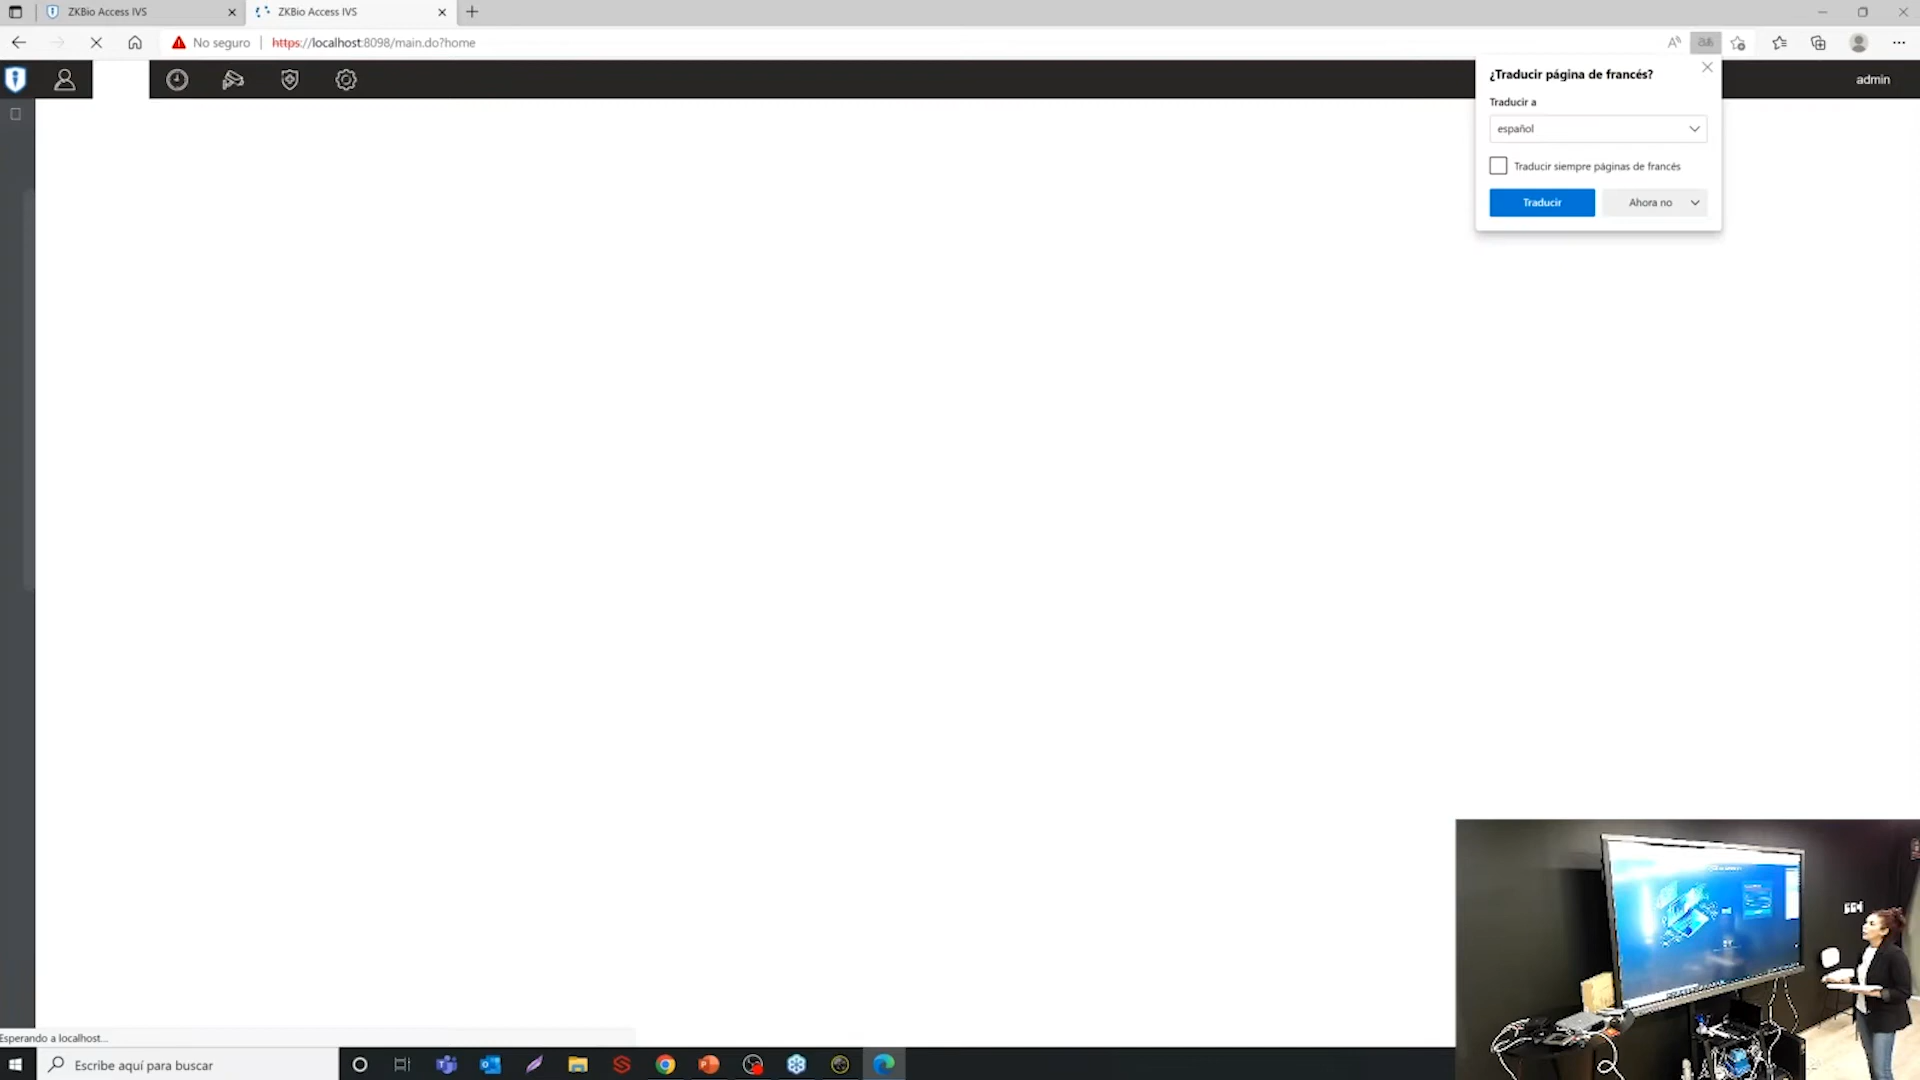 ZKBio Access IVS
ZKBio Access IVS
No seguro
https://localhost:8098/main.do?home
admin
¿Traducir página de francés?
Traducir a
español
Traducir siempre páginas de francés
Traducir
Ahora no
Esperando a localhost...
Escribe aquí para buscar